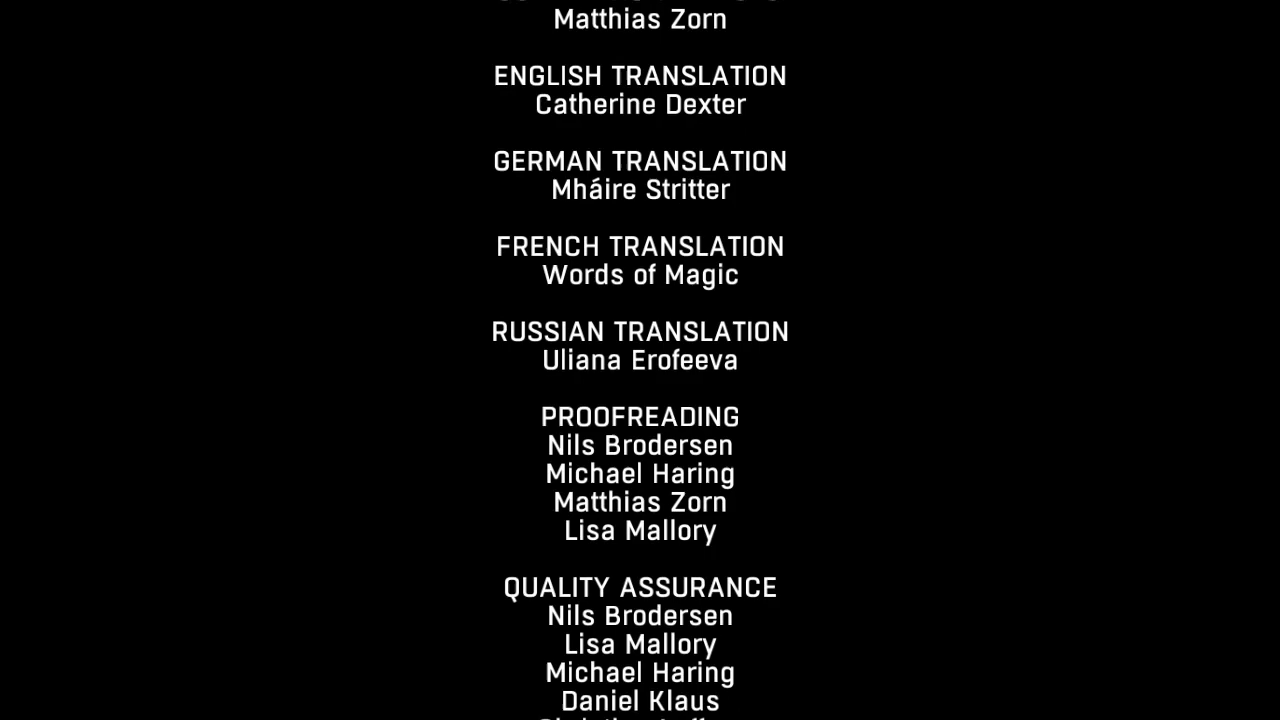 Matthias Zorn
ENGLISH TRANSLATION
Catherine Dexter
GERMAN TRANSLATION
Mháire Stritter
FRENCH TRANSLATION
Words of Magic
RUSSIAN TRANSLATION
Uliana Erofeeva
PROOFREADING
Nils Brodersen
Michael Haring
Matthias Zorn
Lisa Mallory
QUALITY ASSURANCE
Nils Brodersen
Lisa Mallory
Michael Haring
Daniel Klaus